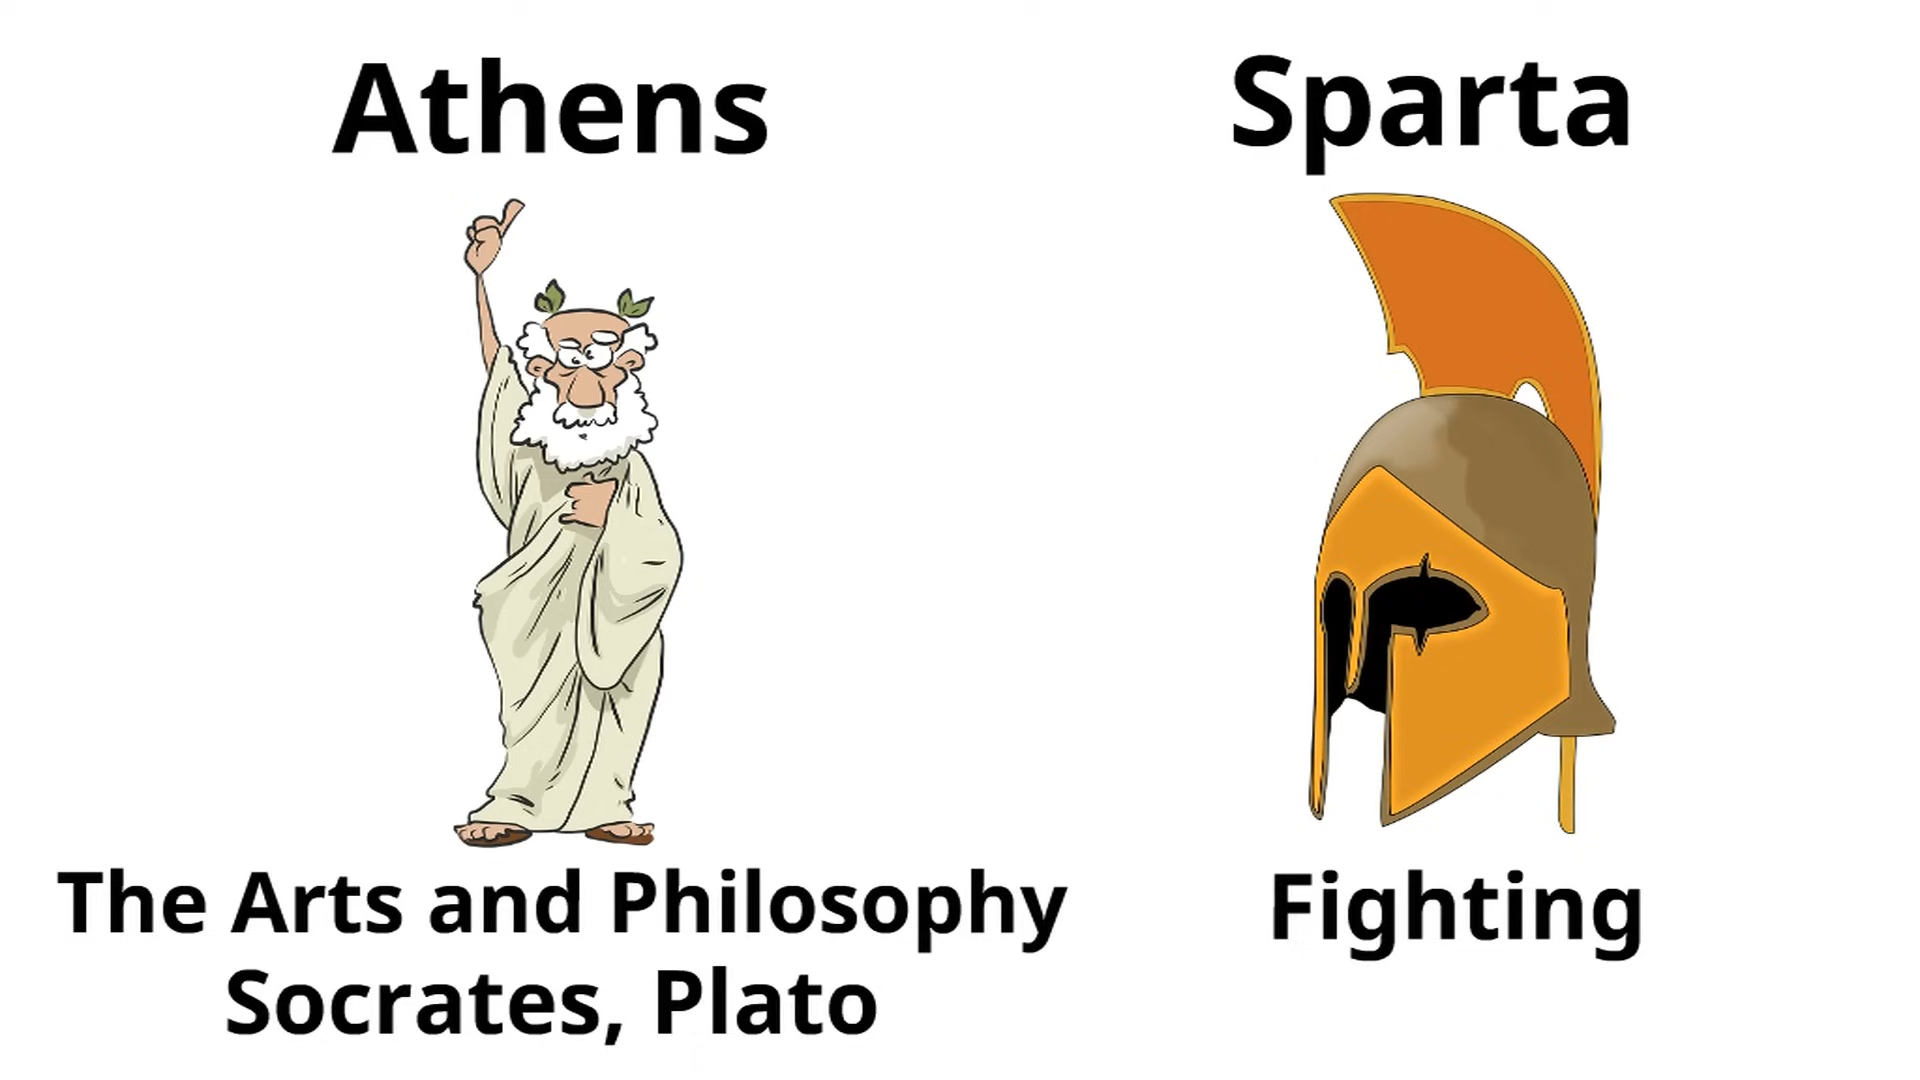 Athens
Sparta
The Arts and Philosophy
Socrates, Plato
Fighting